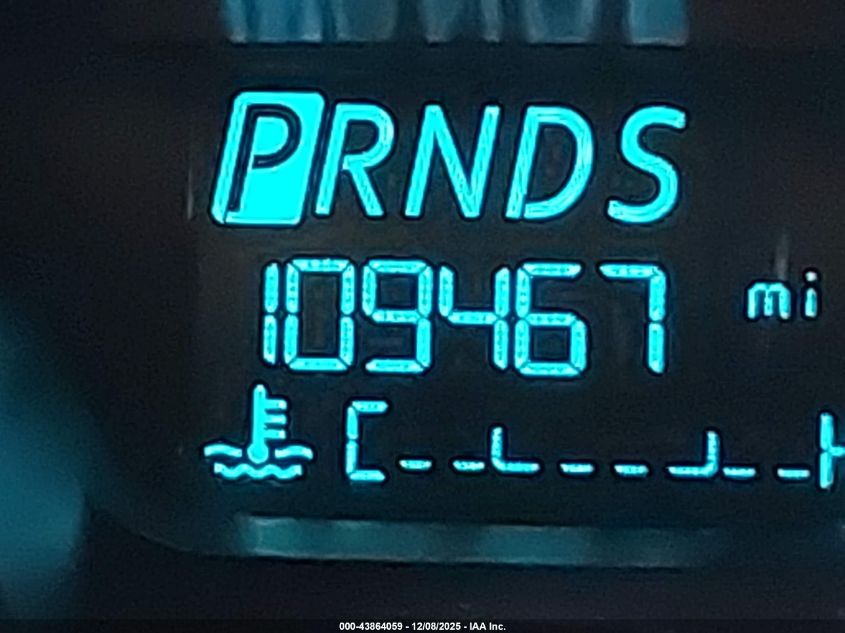 PRNDS
109467 mi
C H
000-43864059 - 12/08/2025 - IAA Inc.